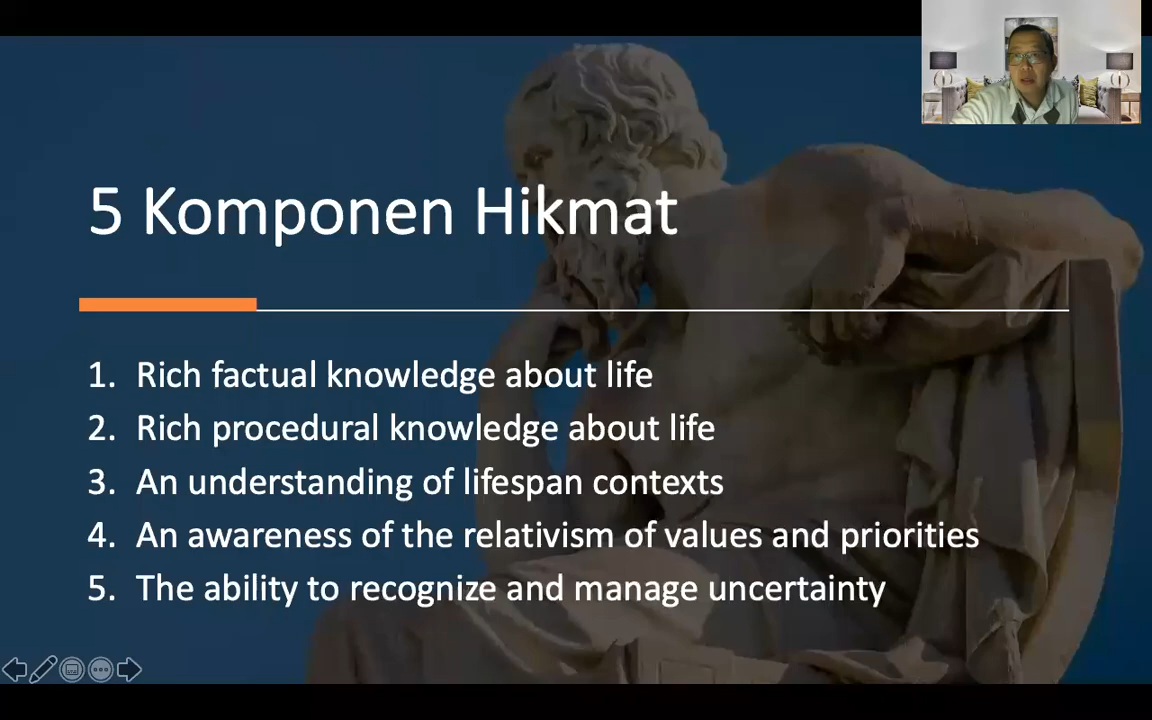 5 Komponen Hikmat
1. Rich factual knowledge about life
2. Rich procedural knowledge about life
3. An understanding of lifespan contexts
4. An awareness of the relativism of values and priorities
5. The ability to recognize and manage uncertainty